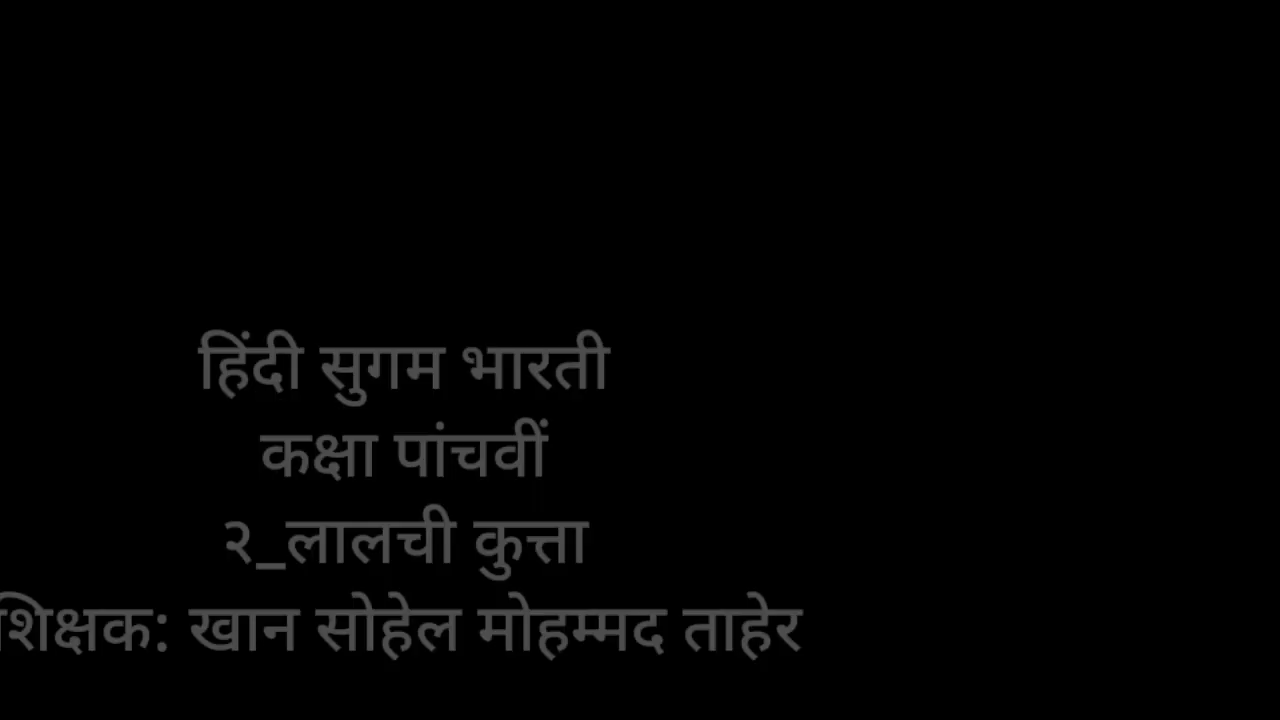 हिंदी सुगम भारती
कक्षा पांचवीं
२_लालची कुत्ता
शिक्षक: खान सोहेल मोहम्मद ताहेर